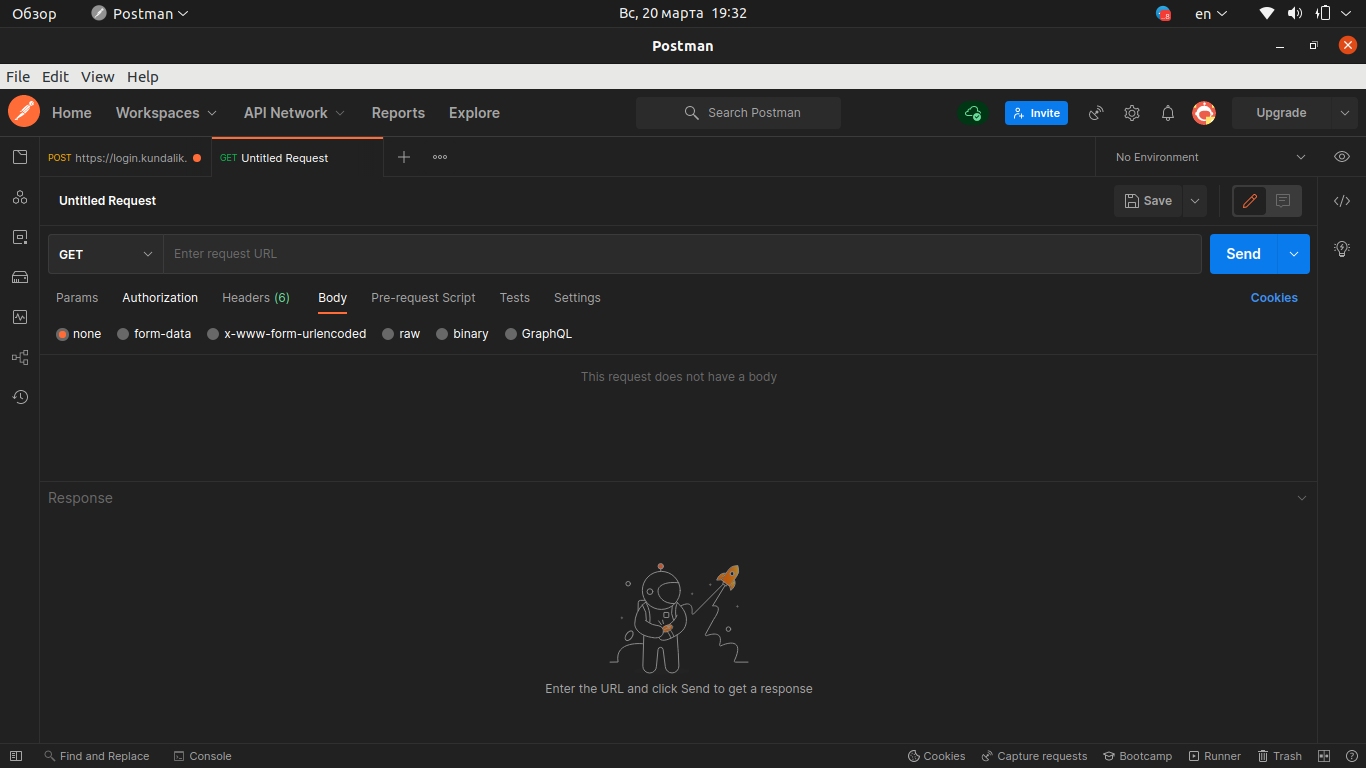 Обзор Postman Вс, 20 марта 19:32 en
Postman
File Edit View Help
Home Workspaces API Network Reports Explore Search Postman Invite Upgrade
POST https://login.kundalik. GET Untitled Request No Environment
Untitled Request Save
GET Enter request URL Send
Params Authorization Headers (6) Body Pre-request Script Tests Settings Cookies
none form-data x-www-form-urlencoded raw binary GraphQL
This request does not have a body
Response
Enter the URL and click Send to get a response
Find and Replace Console Cookies Capture requests Bootcamp Runner Trash